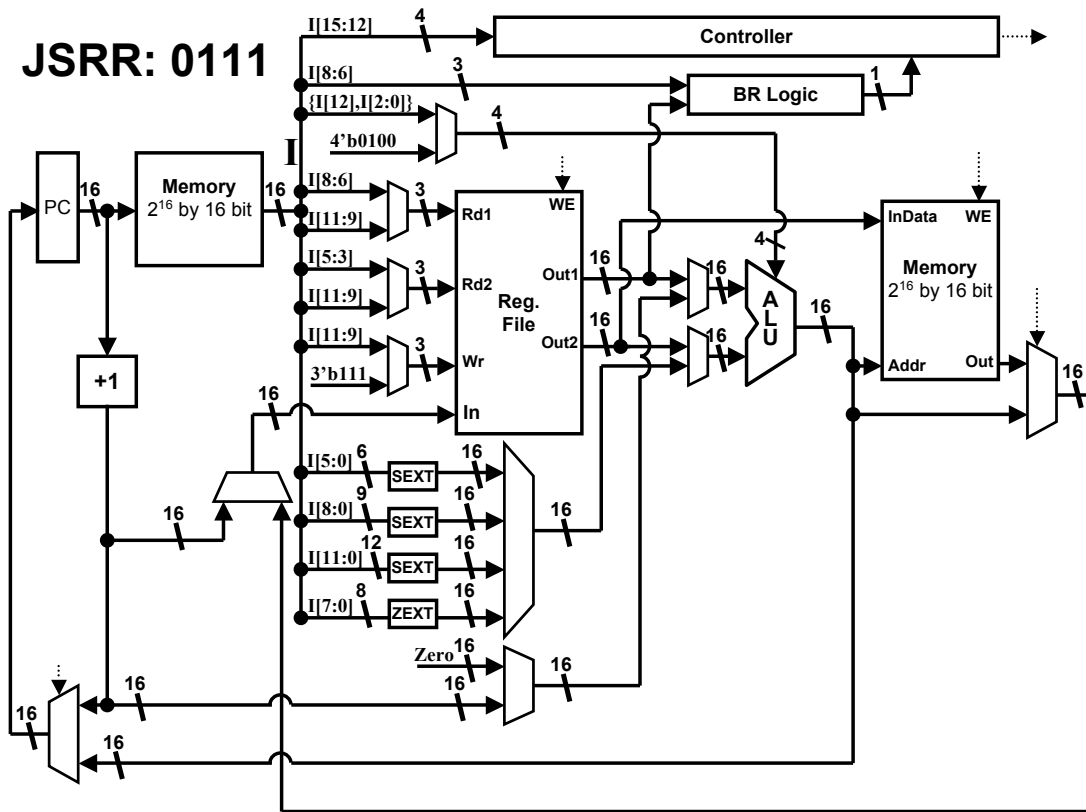 JSRR: 0111
I[15:12]
4
Controller
I[8:6]
3
BR Logic
1
{I[12],I[2:0]}
4
4'b0100
I
PC
16
Memory
2^16 by 16 bit
16
I[8:6]
I[11:9]
3
Rd1
WE
I[5:3]
I[11:9]
3
Rd2
Reg.
File
Out1
16
Out2
16
I[11:9]
3'b111
3
Wr
In
16
16
16
4
ALU
16
InData
WE
Memory
2^16 by 16 bit
Addr
Out
16
+1
16
I[5:0]
6
SEXT
16
I[8:0]
9
SEXT
16
I[11:0]
12
SEXT
16
I[7:0]
8
ZEXT
16
16
Zero
16
16
16
16
16
16